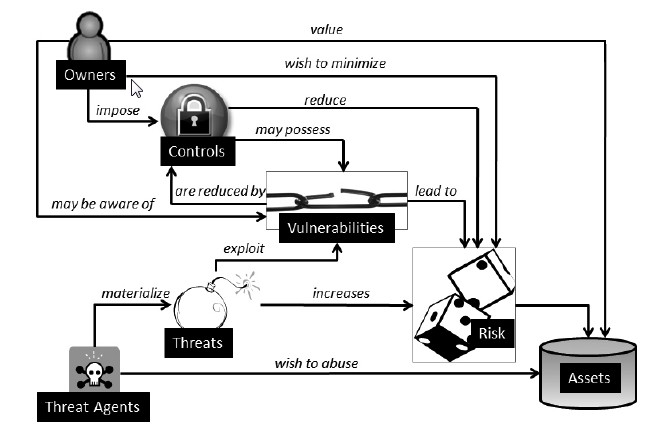 value
Owners
wish to minimize
impose
reduce
may possess
Controls
are reduced by
lead to
may be aware of
Vulnerabilities
exploit
materialize
increases
Threats
Risk
wish to abuse
Assets
Threat Agents